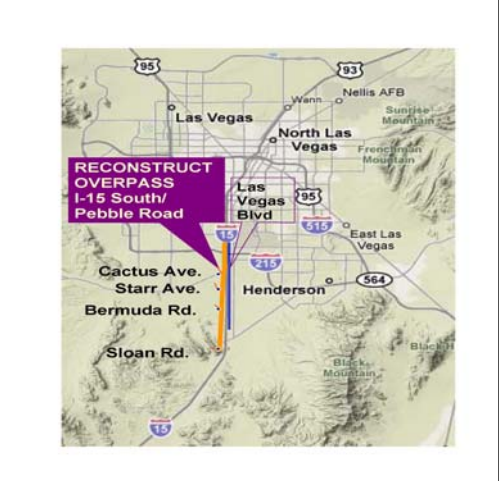 95
93
Nellis AFB
Wann
Las Vegas
Sunrise
Mountain
North Las
Vegas
Frenchman
Mountain
RECONSTRUCT
OVERPASS
I-15 South/
Pebble Road
Las
Vegas
Blvd
95
515
15
East Las
Vegas
215
Cactus Ave.
564
Starr Ave.
Henderson
Bermuda Rd.
Sloan Rd.
Black
Mountain
15